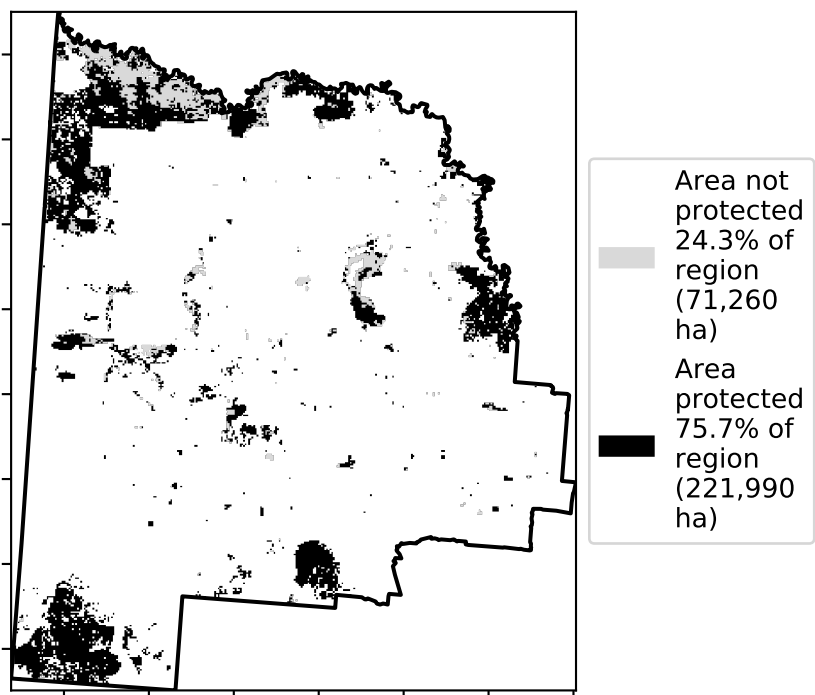 Area not
protected
24.3% of
region
(71,260
ha)
Area
protected
75.7% of
region
(221,990
ha)